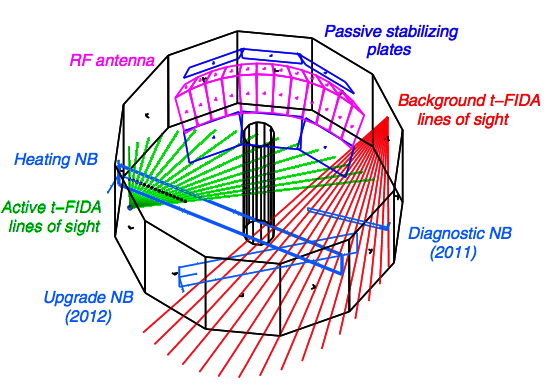 Passive stabilizing
plates
RF antenna
Background t–FIDA
lines of sight
Heating NB
Active t–FIDA
lines of sight
Diagnostic NB
(2011)
Upgrade NB
(2012)